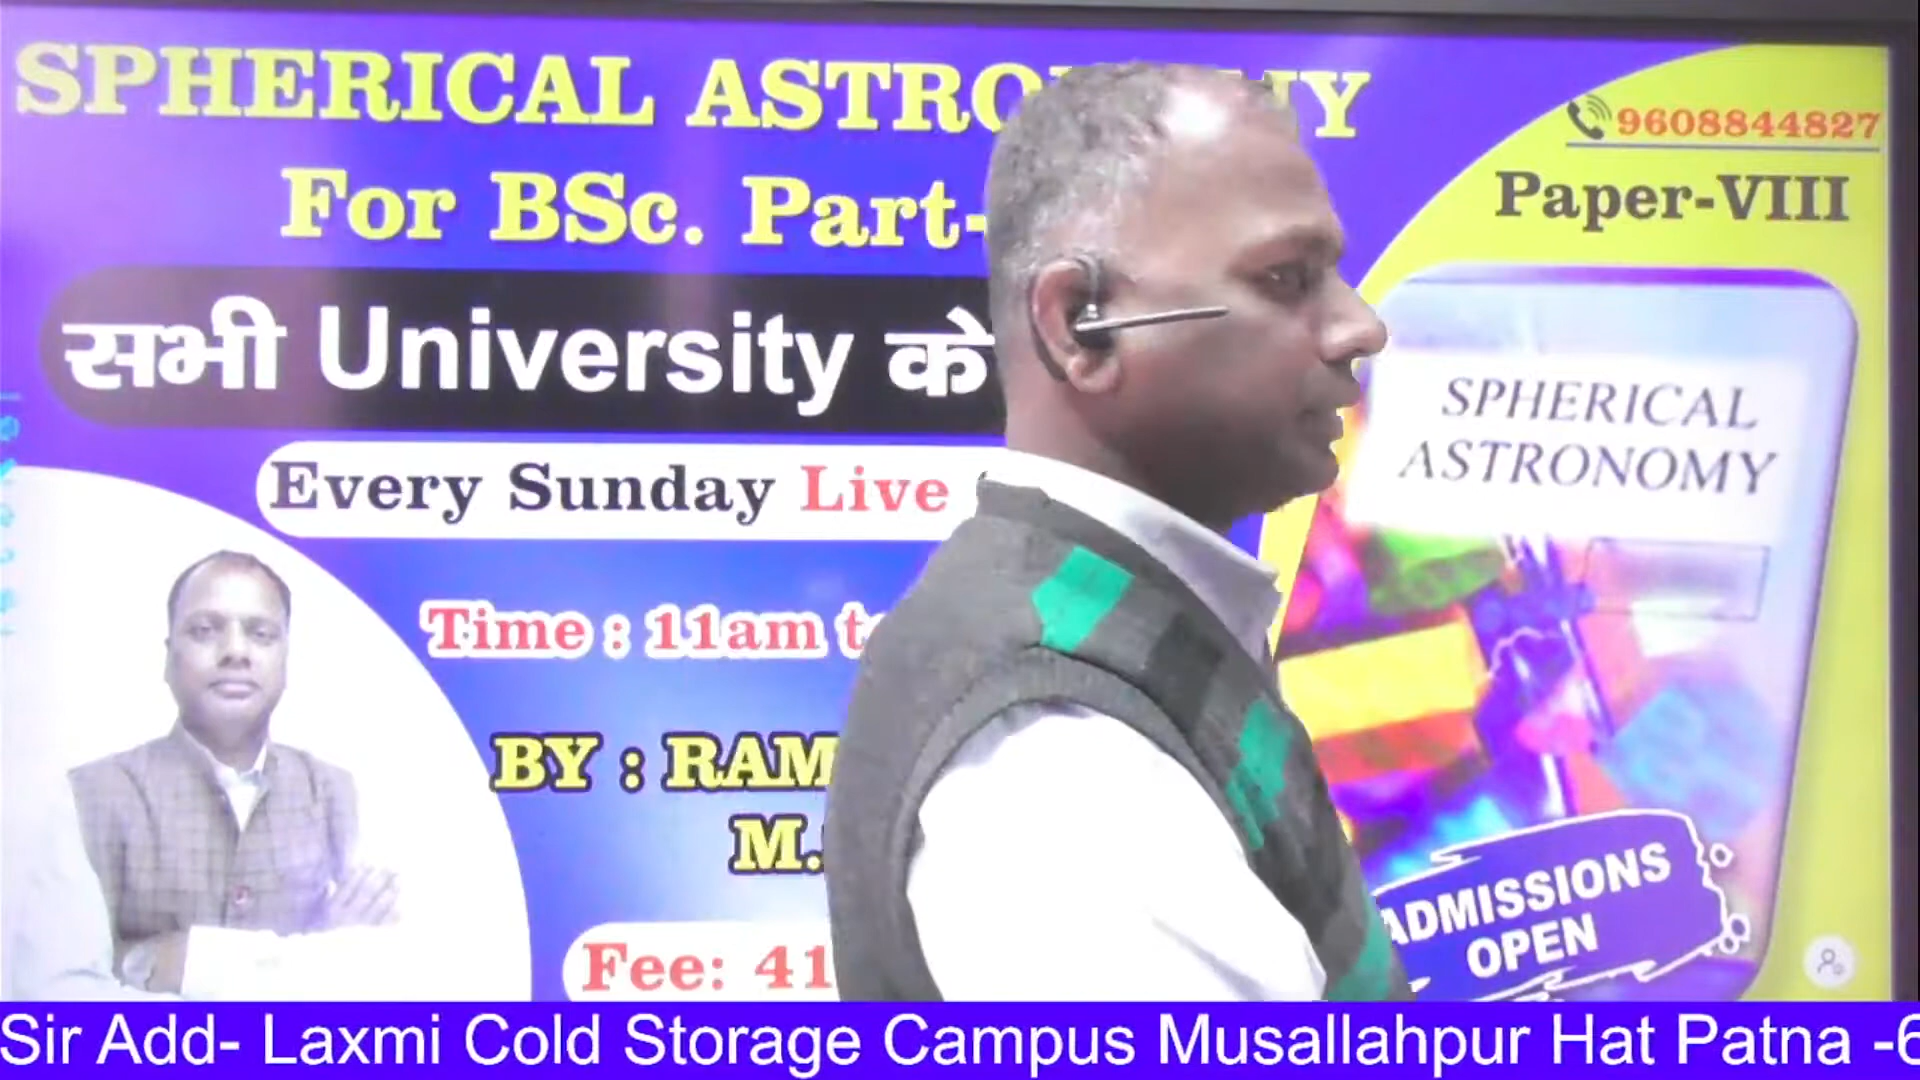 SPHERICAL ASTRONOMY
For BSc. Part-
सभी University के
Every Sunday Live
Time : 11am
BY : RAM
M.
Fee: 41
9608844827
Paper-VIII
SPHERICAL
ASTRONOMY
ADMISSIONS
OPEN
Sir Add- Laxmi Cold Storage Campus Musallahpur Hat Patna -6